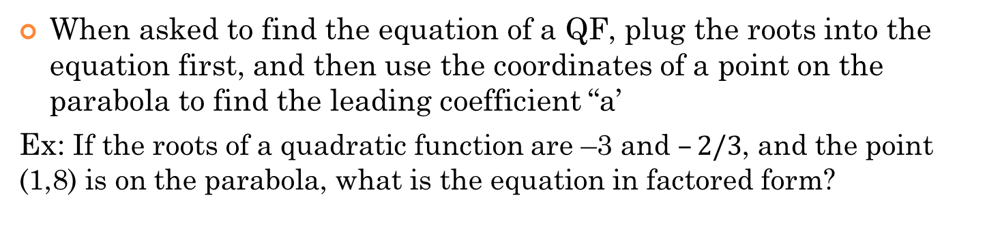 When asked to find the equation of a QF, plug the roots into the
equation first, and then use the coordinates of a point on the
parabola to find the leading coefficient “a’
Ex: If the roots of a quadratic function are –3 and – 2/3, and the point
(1,8) is on the parabola, what is the equation in factored form?